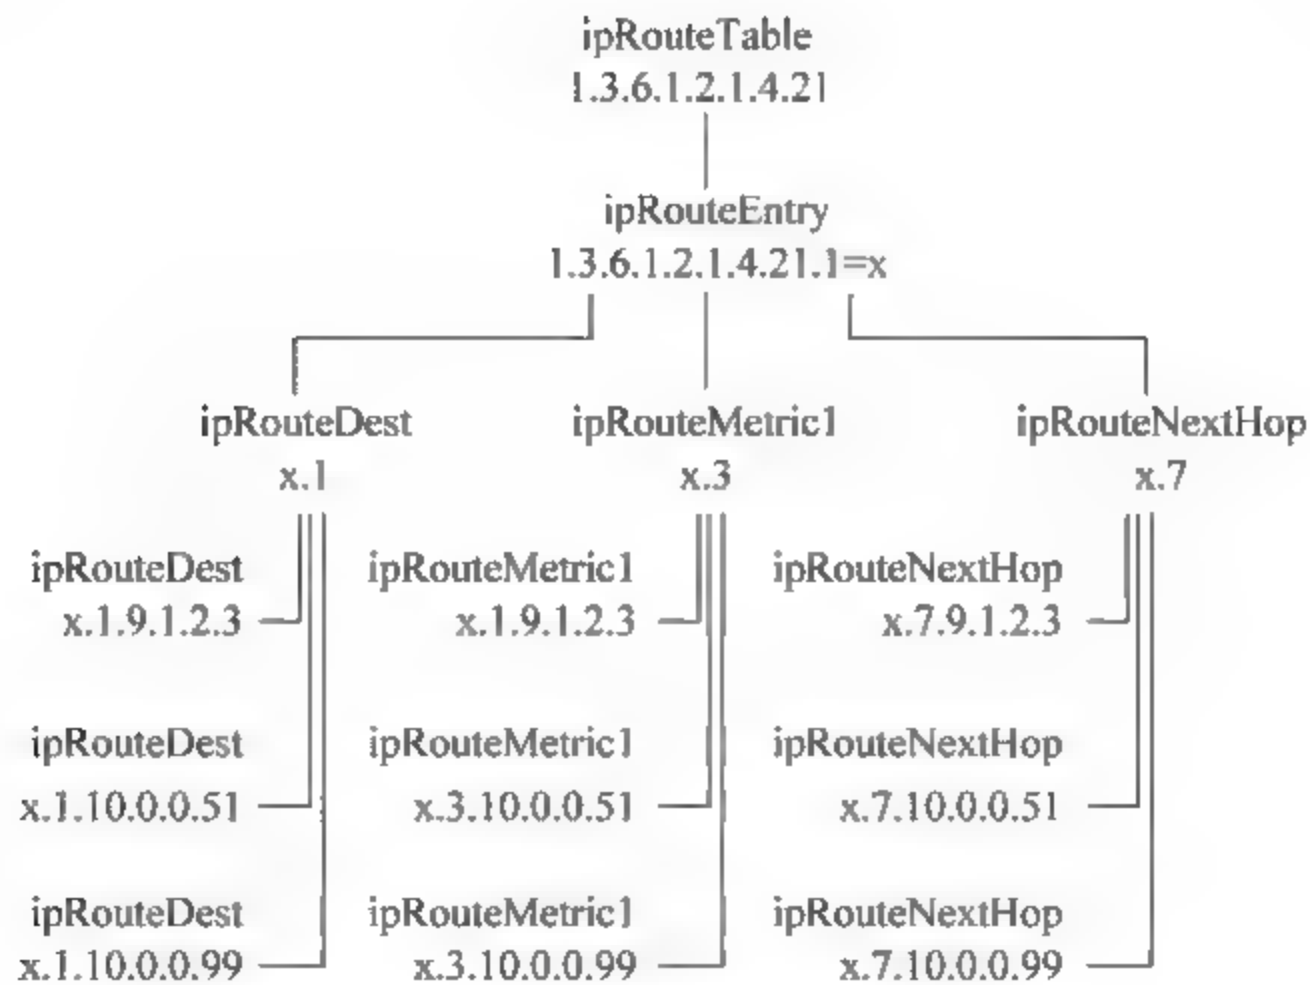 ipRouteTable
1.3.6.1.2.1.4.21
ipRouteEntry
1.3.6.1.2.1.4.21.1=x
ipRouteDest
x.1
ipRouteMetric1
x.3
ipRouteNextHop
x.7
ipRouteDest
x.1.9.1.2.3
ipRouteMetric1
x.1.9.1.2.3
ipRouteNextHop
x.7.9.1.2.3
ipRouteDest
x.1.10.0.0.51
ipRouteMetric1
x.3.10.0.0.51
ipRouteNextHop
x.7.10.0.0.51
ipRouteDest
x.1.10.0.0.99
ipRouteMetric1
x.3.10.0.0.99
ipRouteNextHop
x.7.10.0.0.99